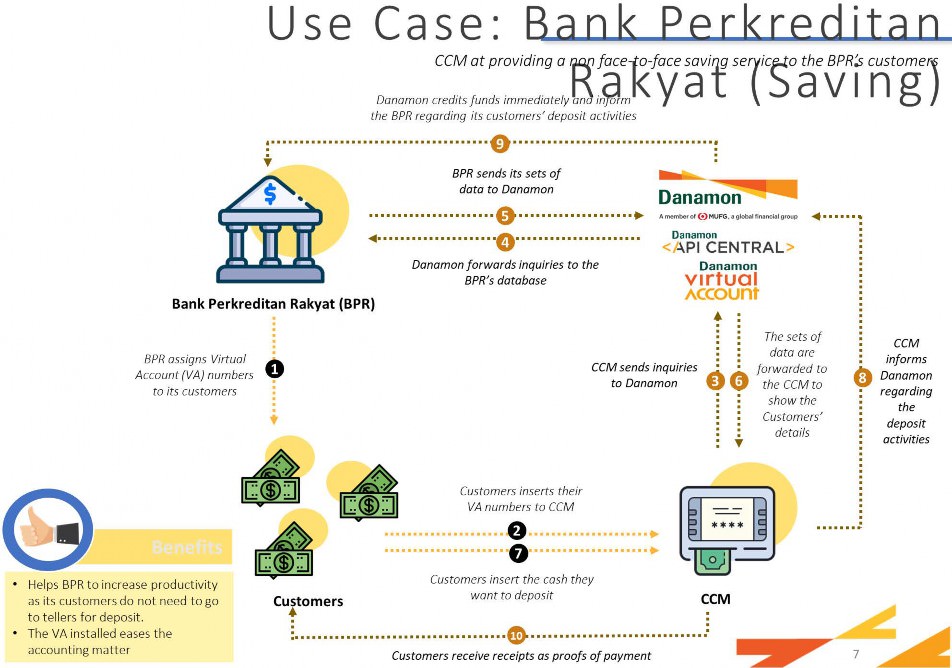 Use Case: Bank Perkreditan
Rakyat (Saving)
CCM at providing a non face-to-face saving service to the BPR's customers
Danamon credits funds immediately and inform
the BPR regarding its customers' deposit activities
9
BPR sends its sets of
data to Danamon
5
4
Danamon forwards inquiries to the
BPR's database
$
Bank Perkreditan Rakyat (BPR)
Danamon
A member of MUFG, a global financial group
Danamon
<API CENTRAL>
Danamon
virtual
ACCOUNT
BPR assigns Virtual
Account (VA) numbers
to its customers
1
CCM sends inquiries
to Danamon
3
6
The sets of
data are
forwarded to
the CCM to
show the
Customers'
details
8
CCM
informs
Danamon
regarding
the
deposit
activities
Customers inserts their
VA numbers to CCM
2
7
Customers insert the cash they
want to deposit
****
Customers
CCM
10
Customers receive receipts as proofs of payment
Benefits
• Helps BPR to increase productivity
as its customers do not need to go
to tellers for deposit.
• The VA installed eases the
accounting matter
7